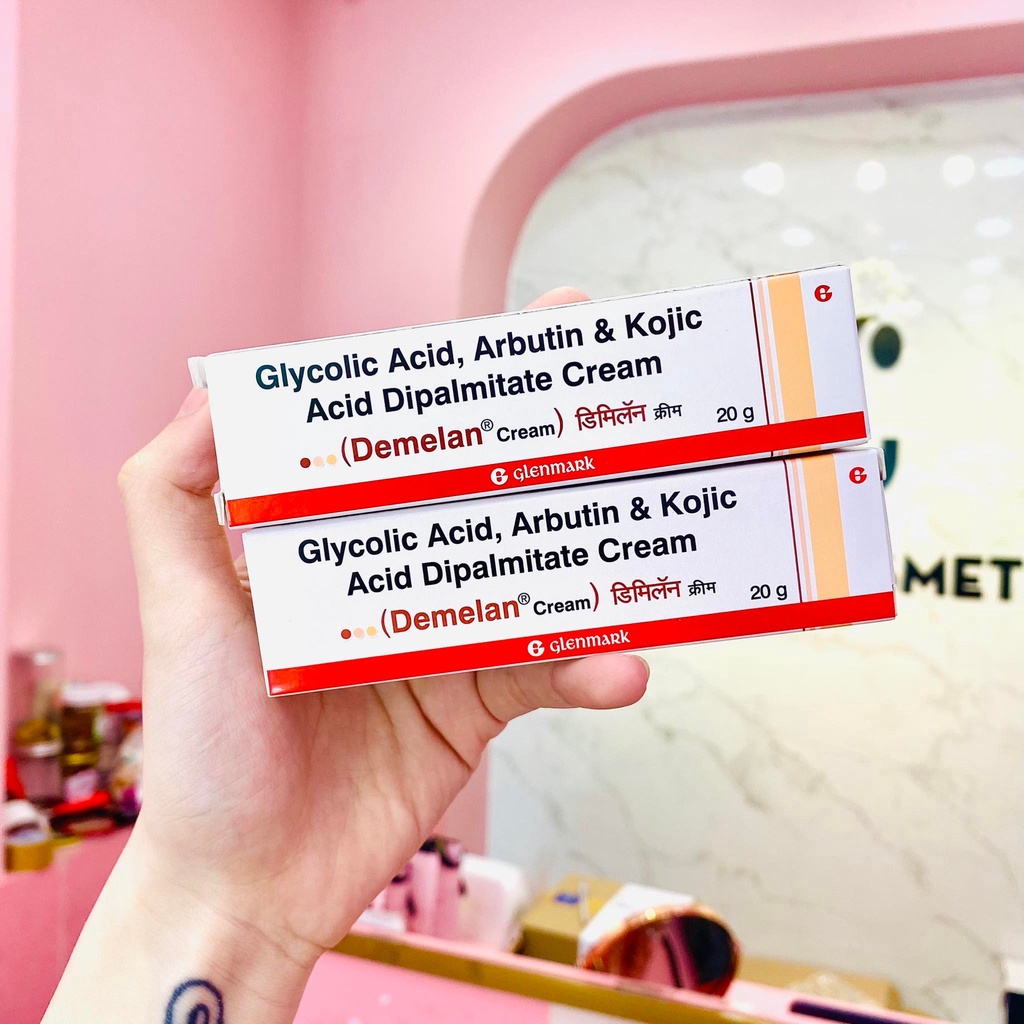 Glycolic Acid, Arbutin & Kojic
Acid Dipalmitate Cream
(Demelan® Cream) डिमिलॅन क्रीम 20 g
GLENMARK
Glycolic Acid, Arbutin & Kojic
Acid Dipalmitate Cream
(Demelan® Cream) डिमिलॅन क्रीम 20 g
GLENMARK